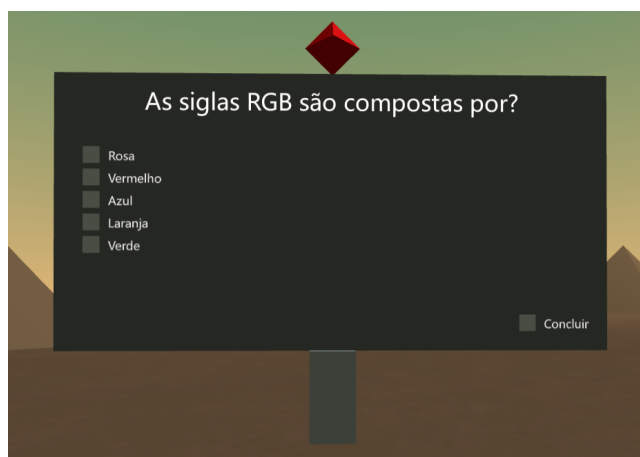 As siglas RGB são compostas por?
Rosa
Vermelho
Azul
Laranja
Verde
Concluir